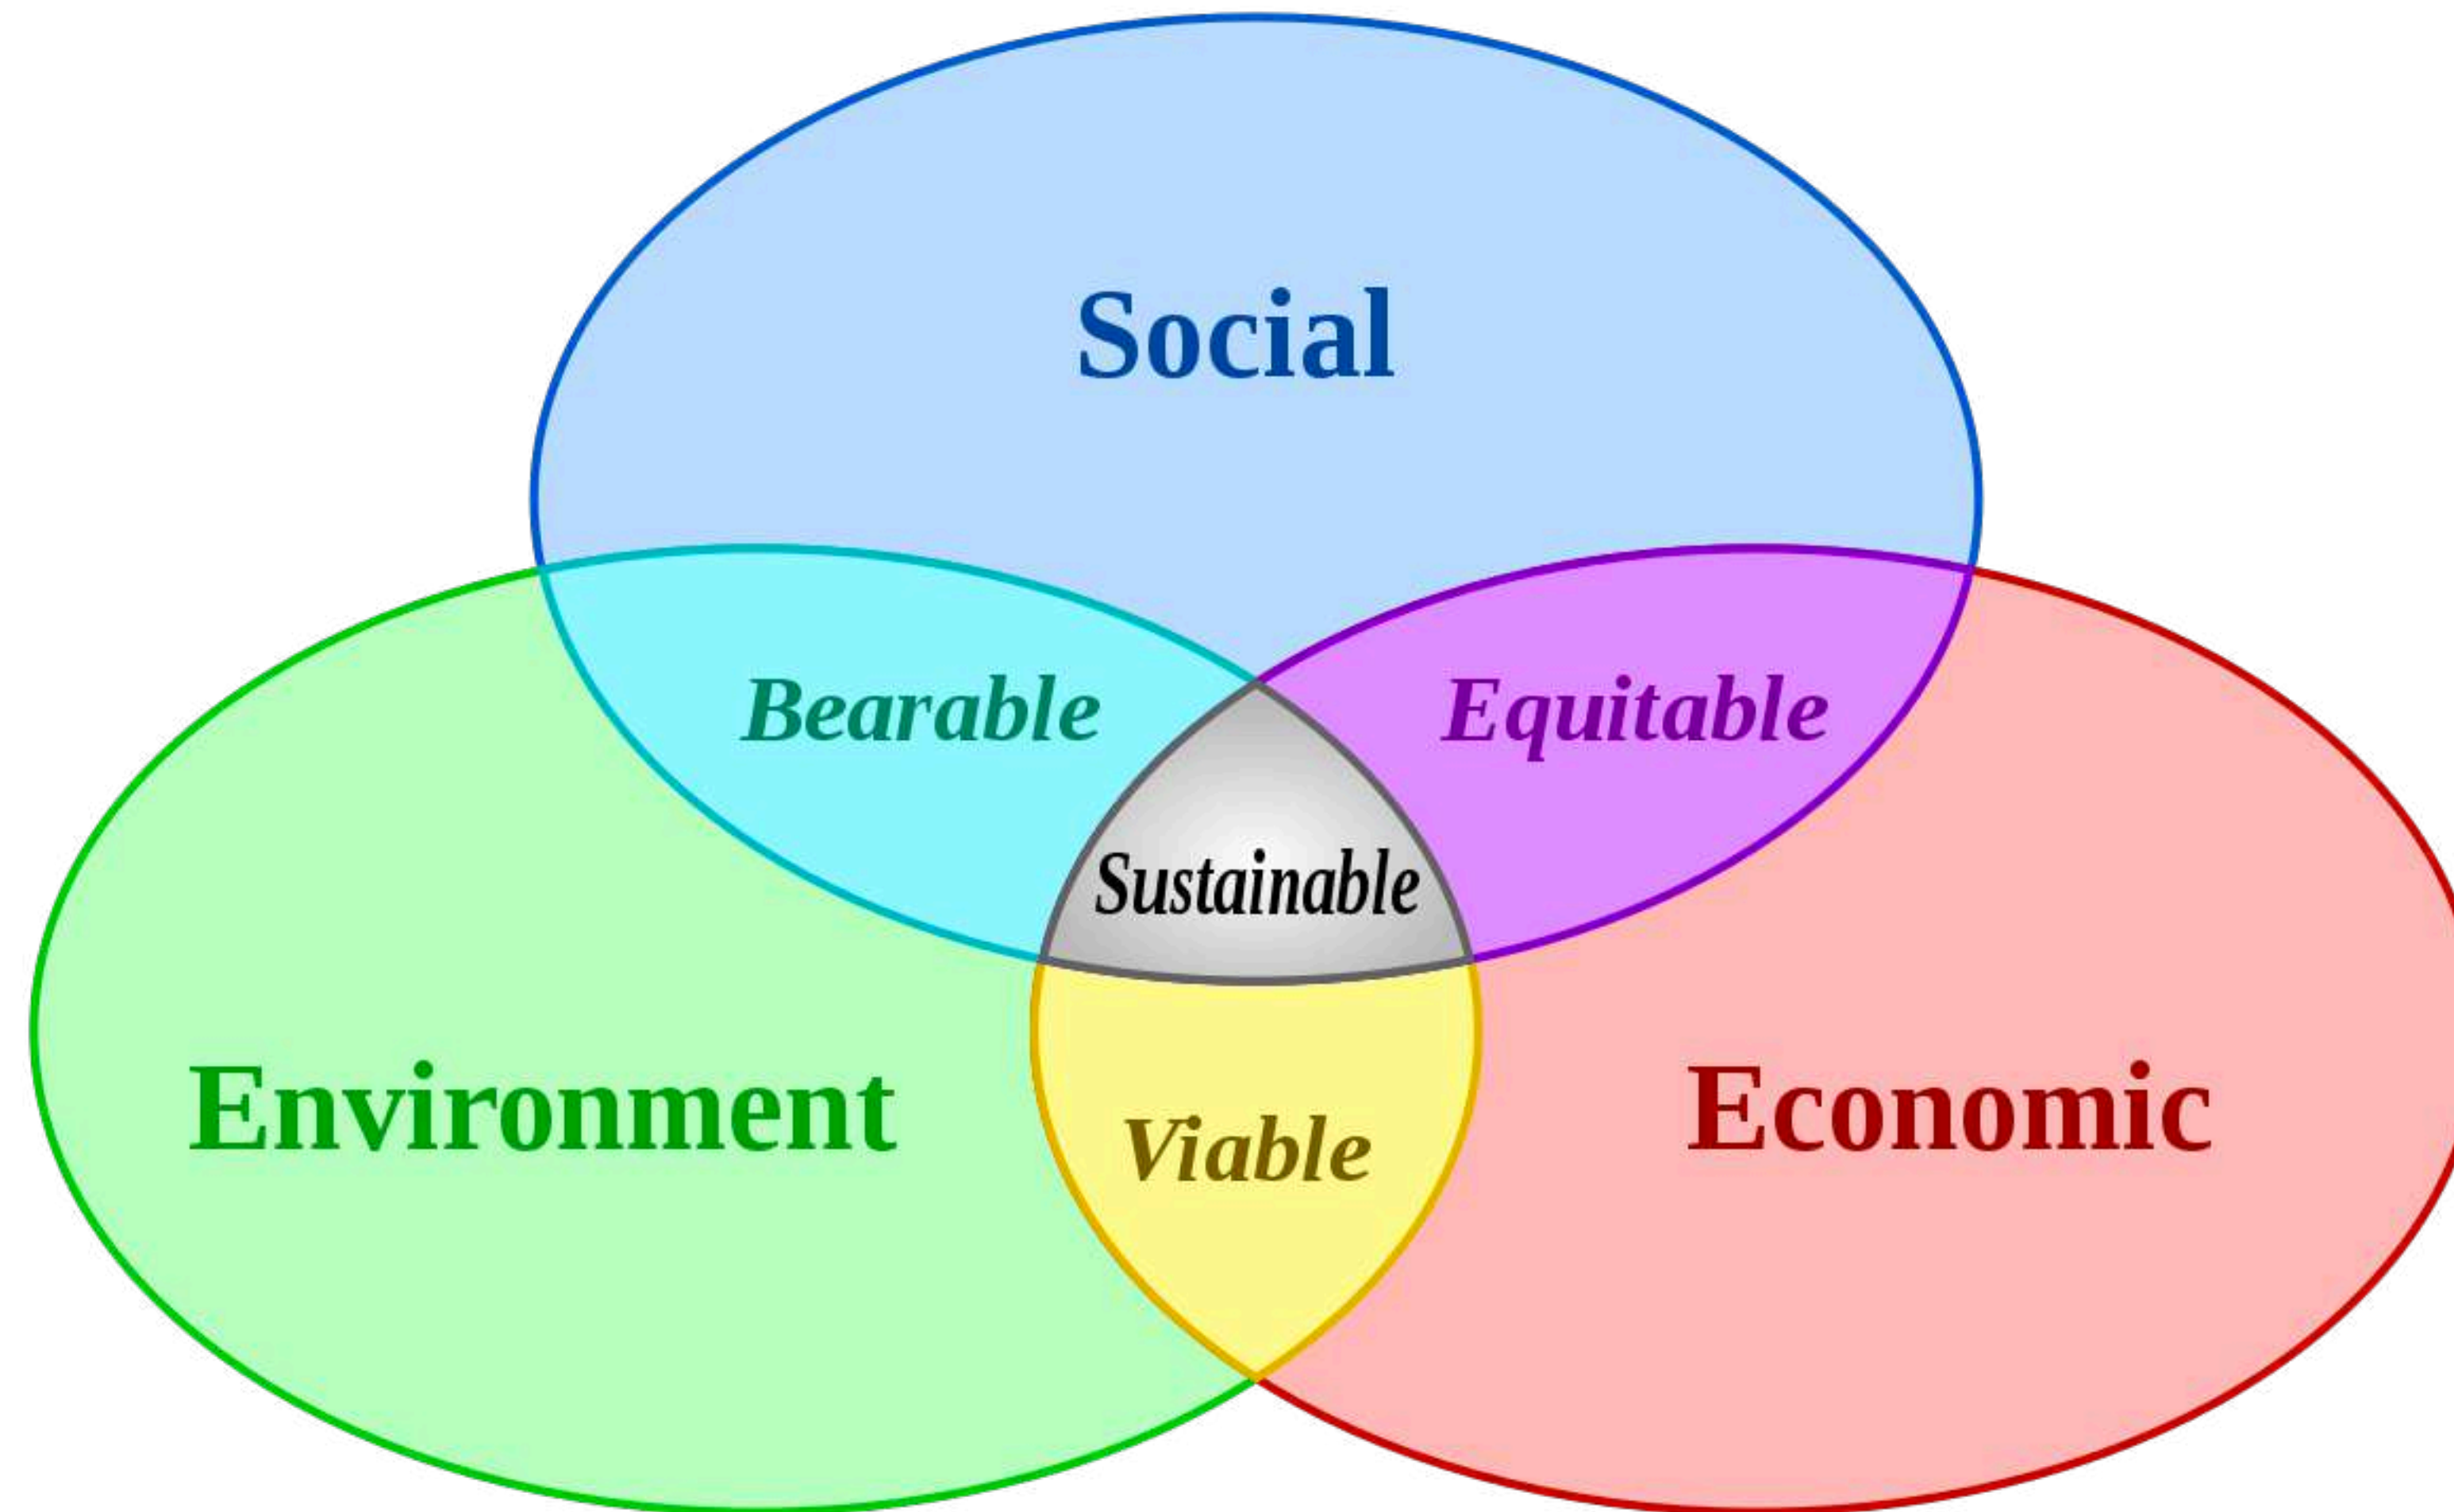 Social
Bearable
Equitable
Sustainable
Environment
Economic
Viable